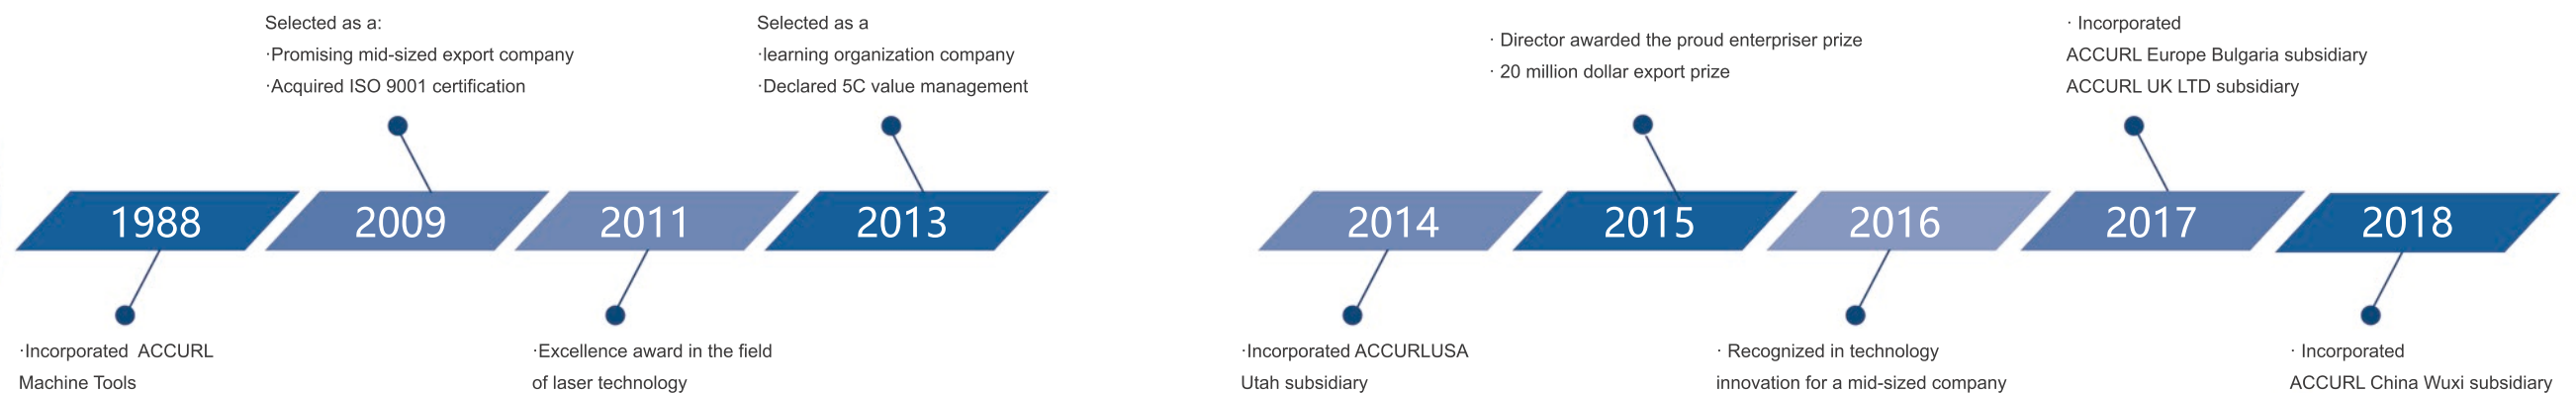 Selected as a:
·Promising mid-sized export company
·Acquired ISO 9001 certification
Selected as a
·learning organization company
·Declared 5C value management
· Director awarded the proud enterpriser prize
· 20 million dollar export prize
· Incorporated
ACCURL Europe Bulgaria subsidiary
ACCURL UK LTD subsidiary
1988
2009
2011
2013
2014
2015
2016
2017
2018
·Incorporated  ACCURL
Machine Tools
·Excellence award in the field
of laser technology
·Incorporated ACCURLUSA
Utah subsidiary
· Recognized in technology
innovation for a mid-sized company
· Incorporated
ACCURL China Wuxi subsidiary